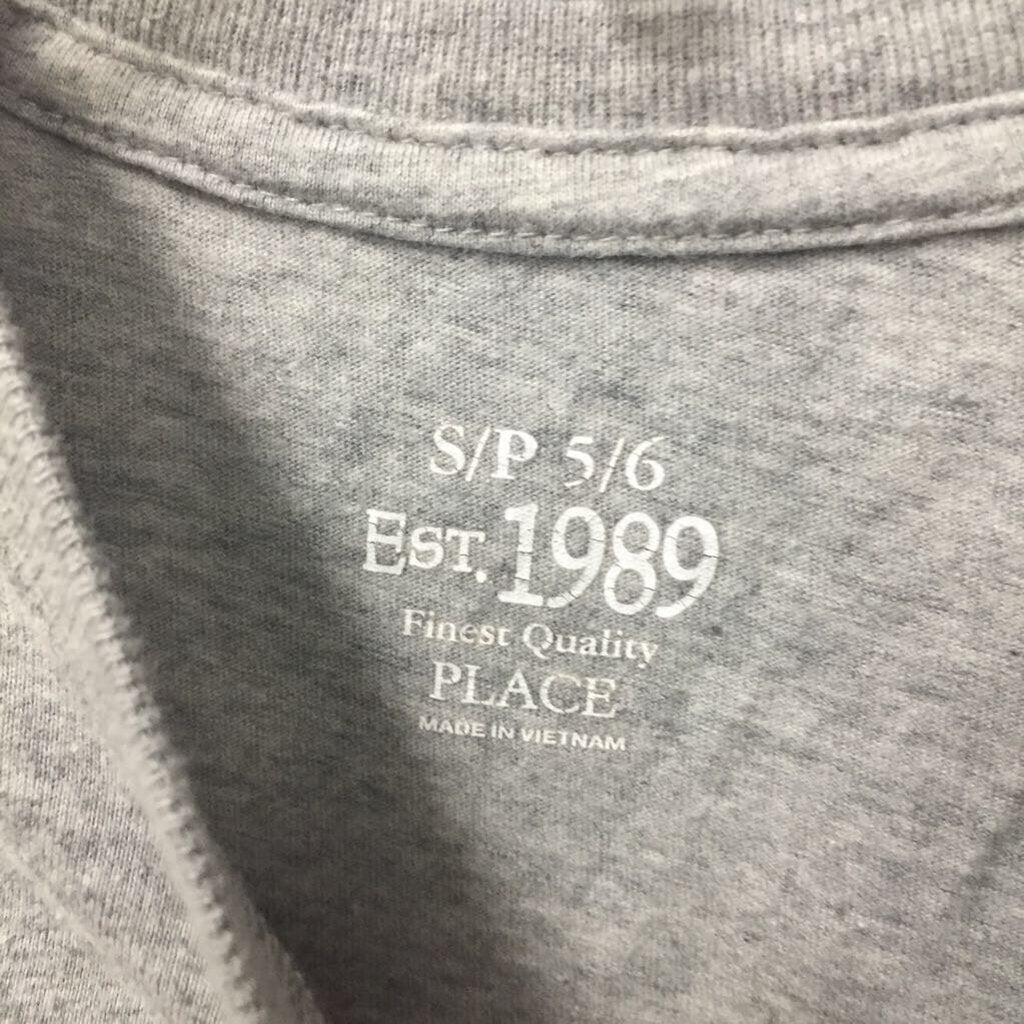 S/P 5/6
EST. 1989
Finest Quality
PLACE
MADE IN VIETNAM